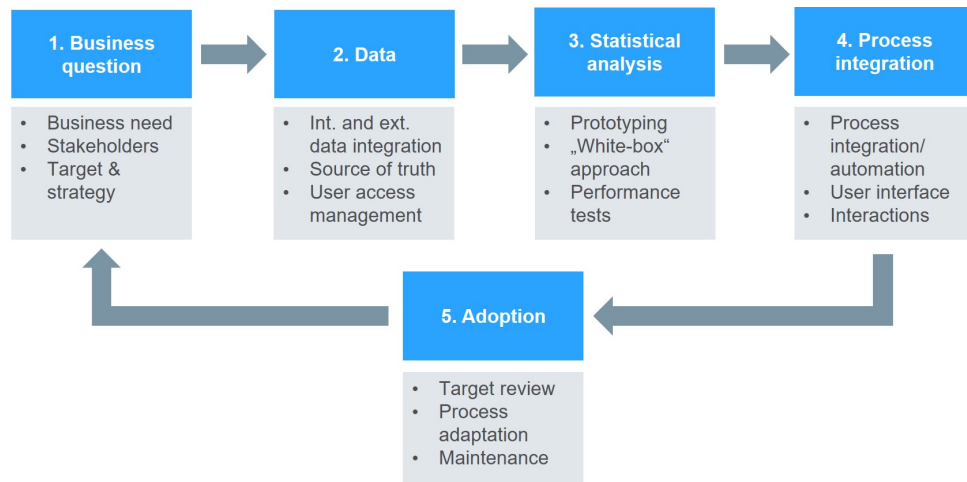 1. Business
question
2. Data
3. Statistical
analysis
4. Process
integration
• Business need
• Stakeholders
• Target &
strategy
• Int. and ext.
data integration
• Source of truth
• User access
management
• Prototyping
• „White-box“
approach
• Performance
tests
• Process
integration/
automation
• User interface
• Interactions
5. Adoption
• Target review
• Process
adaptation
• Maintenance